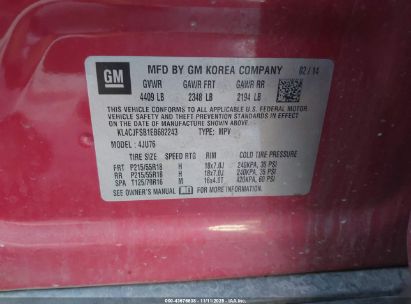 GM
MFD BY GM KOREA COMPANY 02 / 14
GVWR GAWR FRT GAWR RR
4409 LB 2348 LB 2194 LB
THIS VEHICLE CONFORMS TO ALL APPLICABLE U.S. FEDERAL MOTOR
VEHICLE SAFETY, BUMPER, AND THEFT PREVENTION STANDARDS IN
EFFECT ON THE DATE OF MANUFACTURE SHOWN ABOVE.
KL4CJFSB1EB682243 TYPE: MPV
MODEL: 4JU76
TIRE SIZE SPEED RTG RIM COLD TIRE PRESSURE
FRT P215/55R18 H 18x7.0J 240KPA, 35 PSI
RR P215/55R18 H 18x7.0J 240KPA, 35 PSI
SPA T125/70R16 M 16x4.0T 420KPA, 60 PSI
SEE OWNER'S MANUAL FOR MORE INFORMATION.